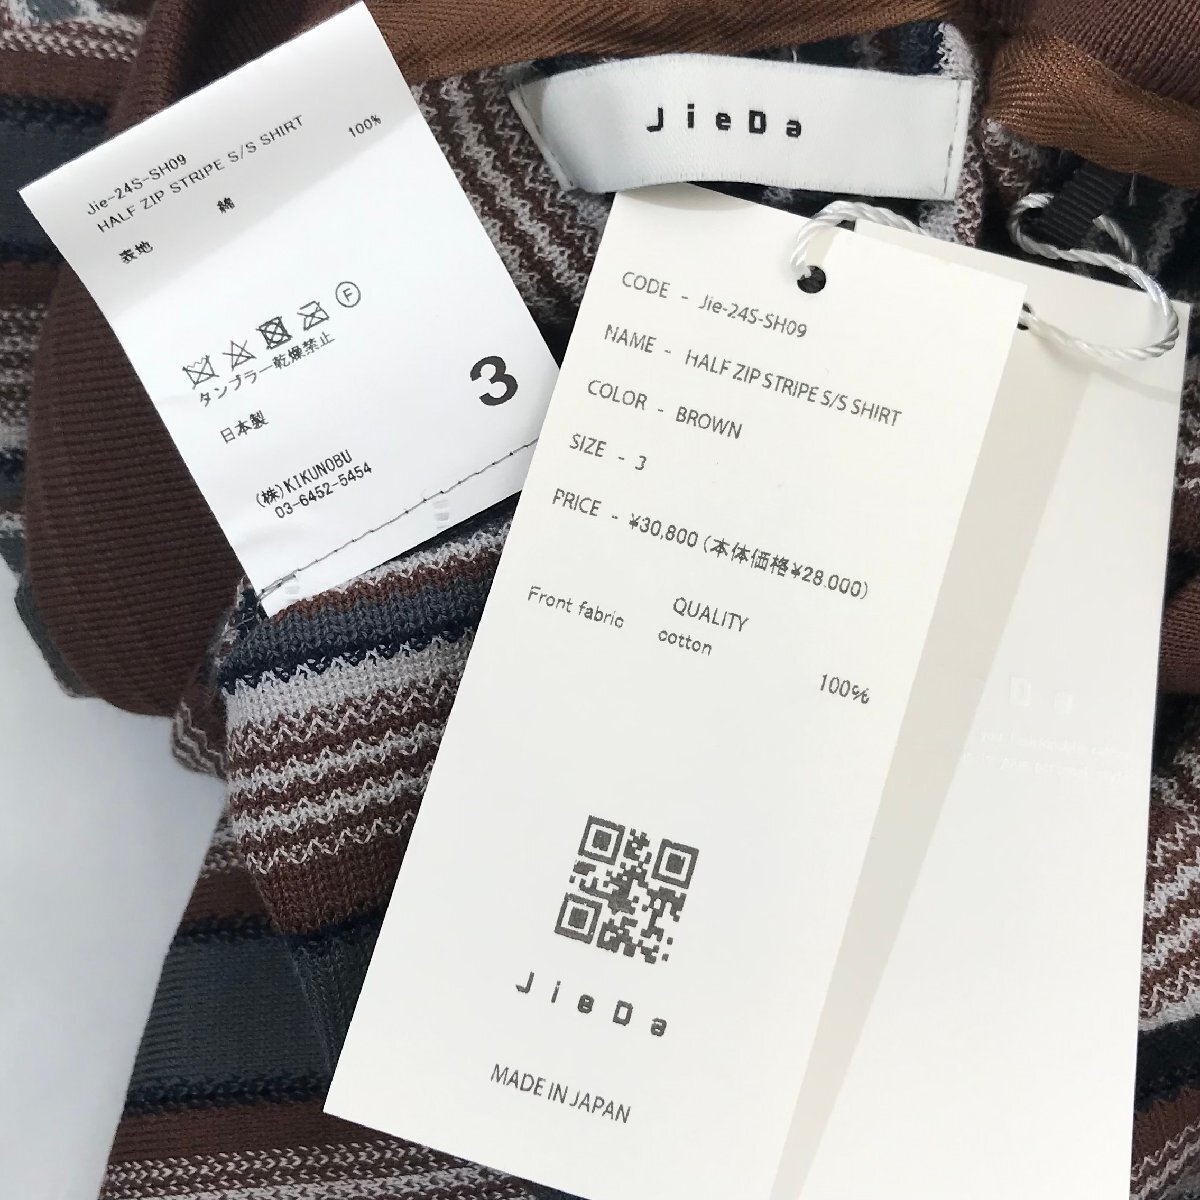 JieDa
Jie-24S-SH09
HALF ZIP STRIPE S/S SHIRT
表地 綿 100%
F
タンブラー乾燥禁止
日本製
3
(株)KIKUNOBU
03-6452-5454
CODE - Jie-24S-SH09
NAME - HALF ZIP STRIPE S/S SHIRT
COLOR - BROWN
SIZE - 3
PRICE - ¥30,800 (本体価格¥28.000)
QUALITY
Front fabric cotton 100%
JieDa
MADE IN JAPAN
Da